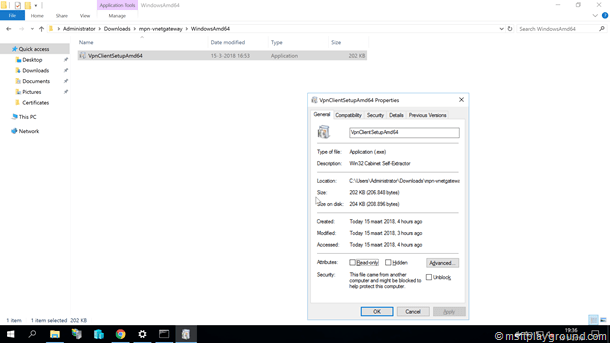 Application Tools WindowsAmd64
File Home Share View Manage
Administrator Downloads mpn-vnetgateway WindowsAmd64 Search WindowsAmd64
Name Date modified Type Size
VpnClientSetupAmd64 15-3-2018 16:53 Application 202 KB
Quick access
Desktop
Downloads
Documents
Pictures
Certificates
This PC
Network
VpnClientSetupAmd64 Properties
General Compatibility Security Details Previous Versions
VpnClientSetupAmd64
Type of file: Application (.exe)
Description: Win32 Cabinet Self-Extractor
Location: C:\Users\Administrator\Downloads\mpn-vnetgateway
Size: 202 KB (206.848 bytes)
Size on disk: 204 KB (208.896 bytes)
Created: Today 15 maart 2018, 4 hours ago
Modified: Today 15 maart 2018, 3 hours ago
Accessed: Today 15 maart 2018, 4 hours ago
Attributes: Read-only Hidden Advanced...
Security: This file came from another
computer and might be blocked to
help protect this computer.
Unblock
OK Cancel Apply
1 item 1 item selected 202 KB
19:36
© msftplayground.com